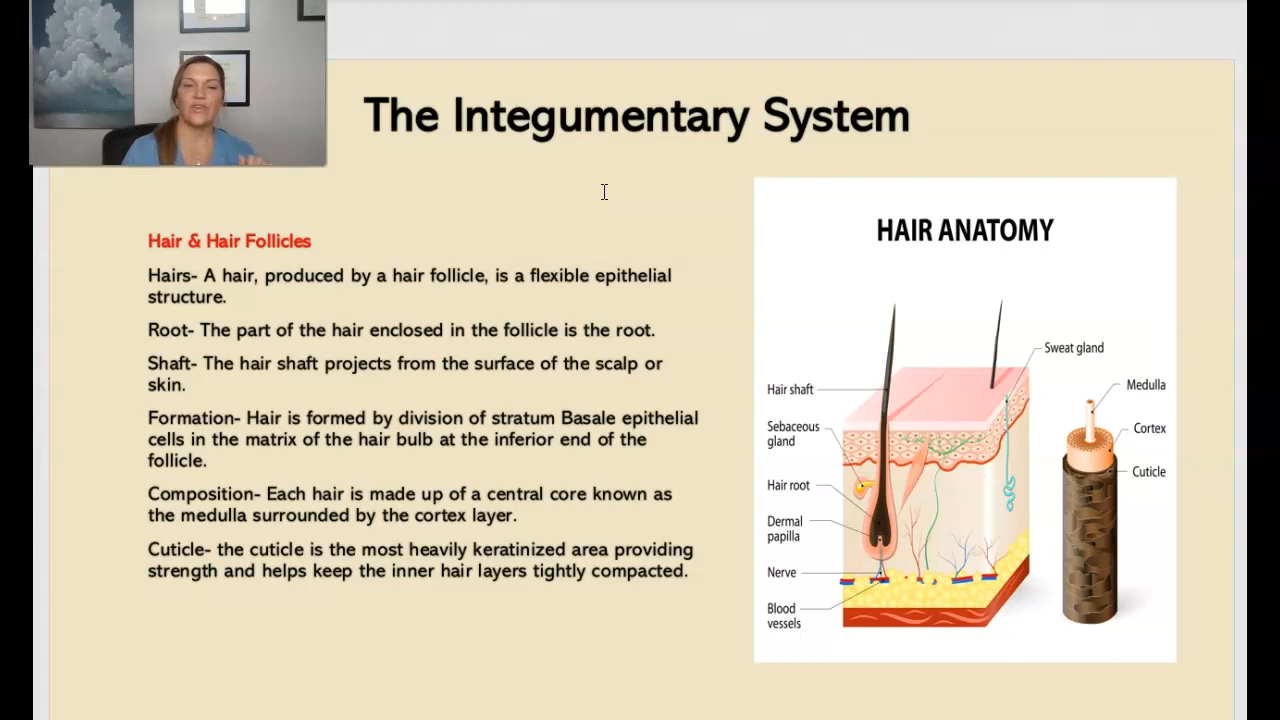 The Integumentary System
Hair & Hair Follicles
Hairs- A hair, produced by a hair follicle, is a flexible epithelial
structure.
Root- The part of the hair enclosed in the follicle is the root.
Shaft- The hair shaft projects from the surface of the scalp or
skin.
Formation- Hair is formed by division of stratum Basale epithelial
cells in the matrix of the hair bulb at the inferior end of the
follicle.
Composition- Each hair is made up of a central core known as
the medulla surrounded by the cortex layer.
Cuticle- the cuticle is the most heavily keratinized area providing
strength and helps keep the inner hair layers tightly compacted.
HAIR ANATOMY
Hair shaft
Sebaceous
gland
Hair root
Dermal
papilla
Nerve
Blood
vessels
Sweat gland
Medulla
Cortex
Cuticle